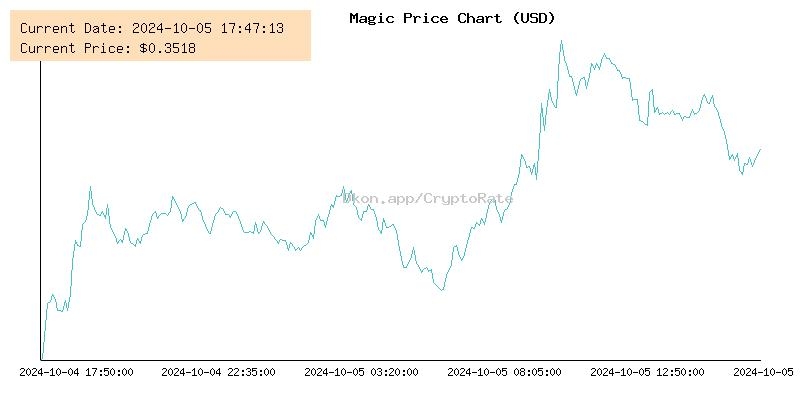 Magic Price Chart (USD)
Current Date: 2024-10-05 17:47:13
Current Price: $0.3518
Dkon.app/CryptoRate
2024-10-04 17:50:00 2024-10-04 22:35:00 2024-10-05 03:20:00 2024-10-05 08:05:00 2024-10-05 12:50:00 2024-10-05